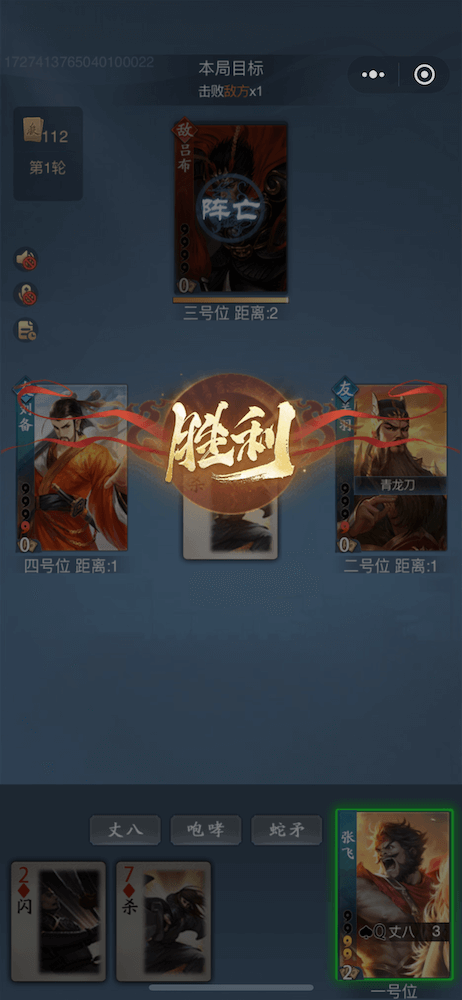 1727413765040100022
本局目标
击败敌方x1
112
第1轮
敌
吕布
阵亡
0
三号位 距离:2
刘备
0
四号位 距离:1
胜利
杀
友
羽
青龙刀
0
二号位 距离:1
丈八
咆哮
蛇矛
2
闪
7
杀
张飞
Q丈八 3
2
一号位